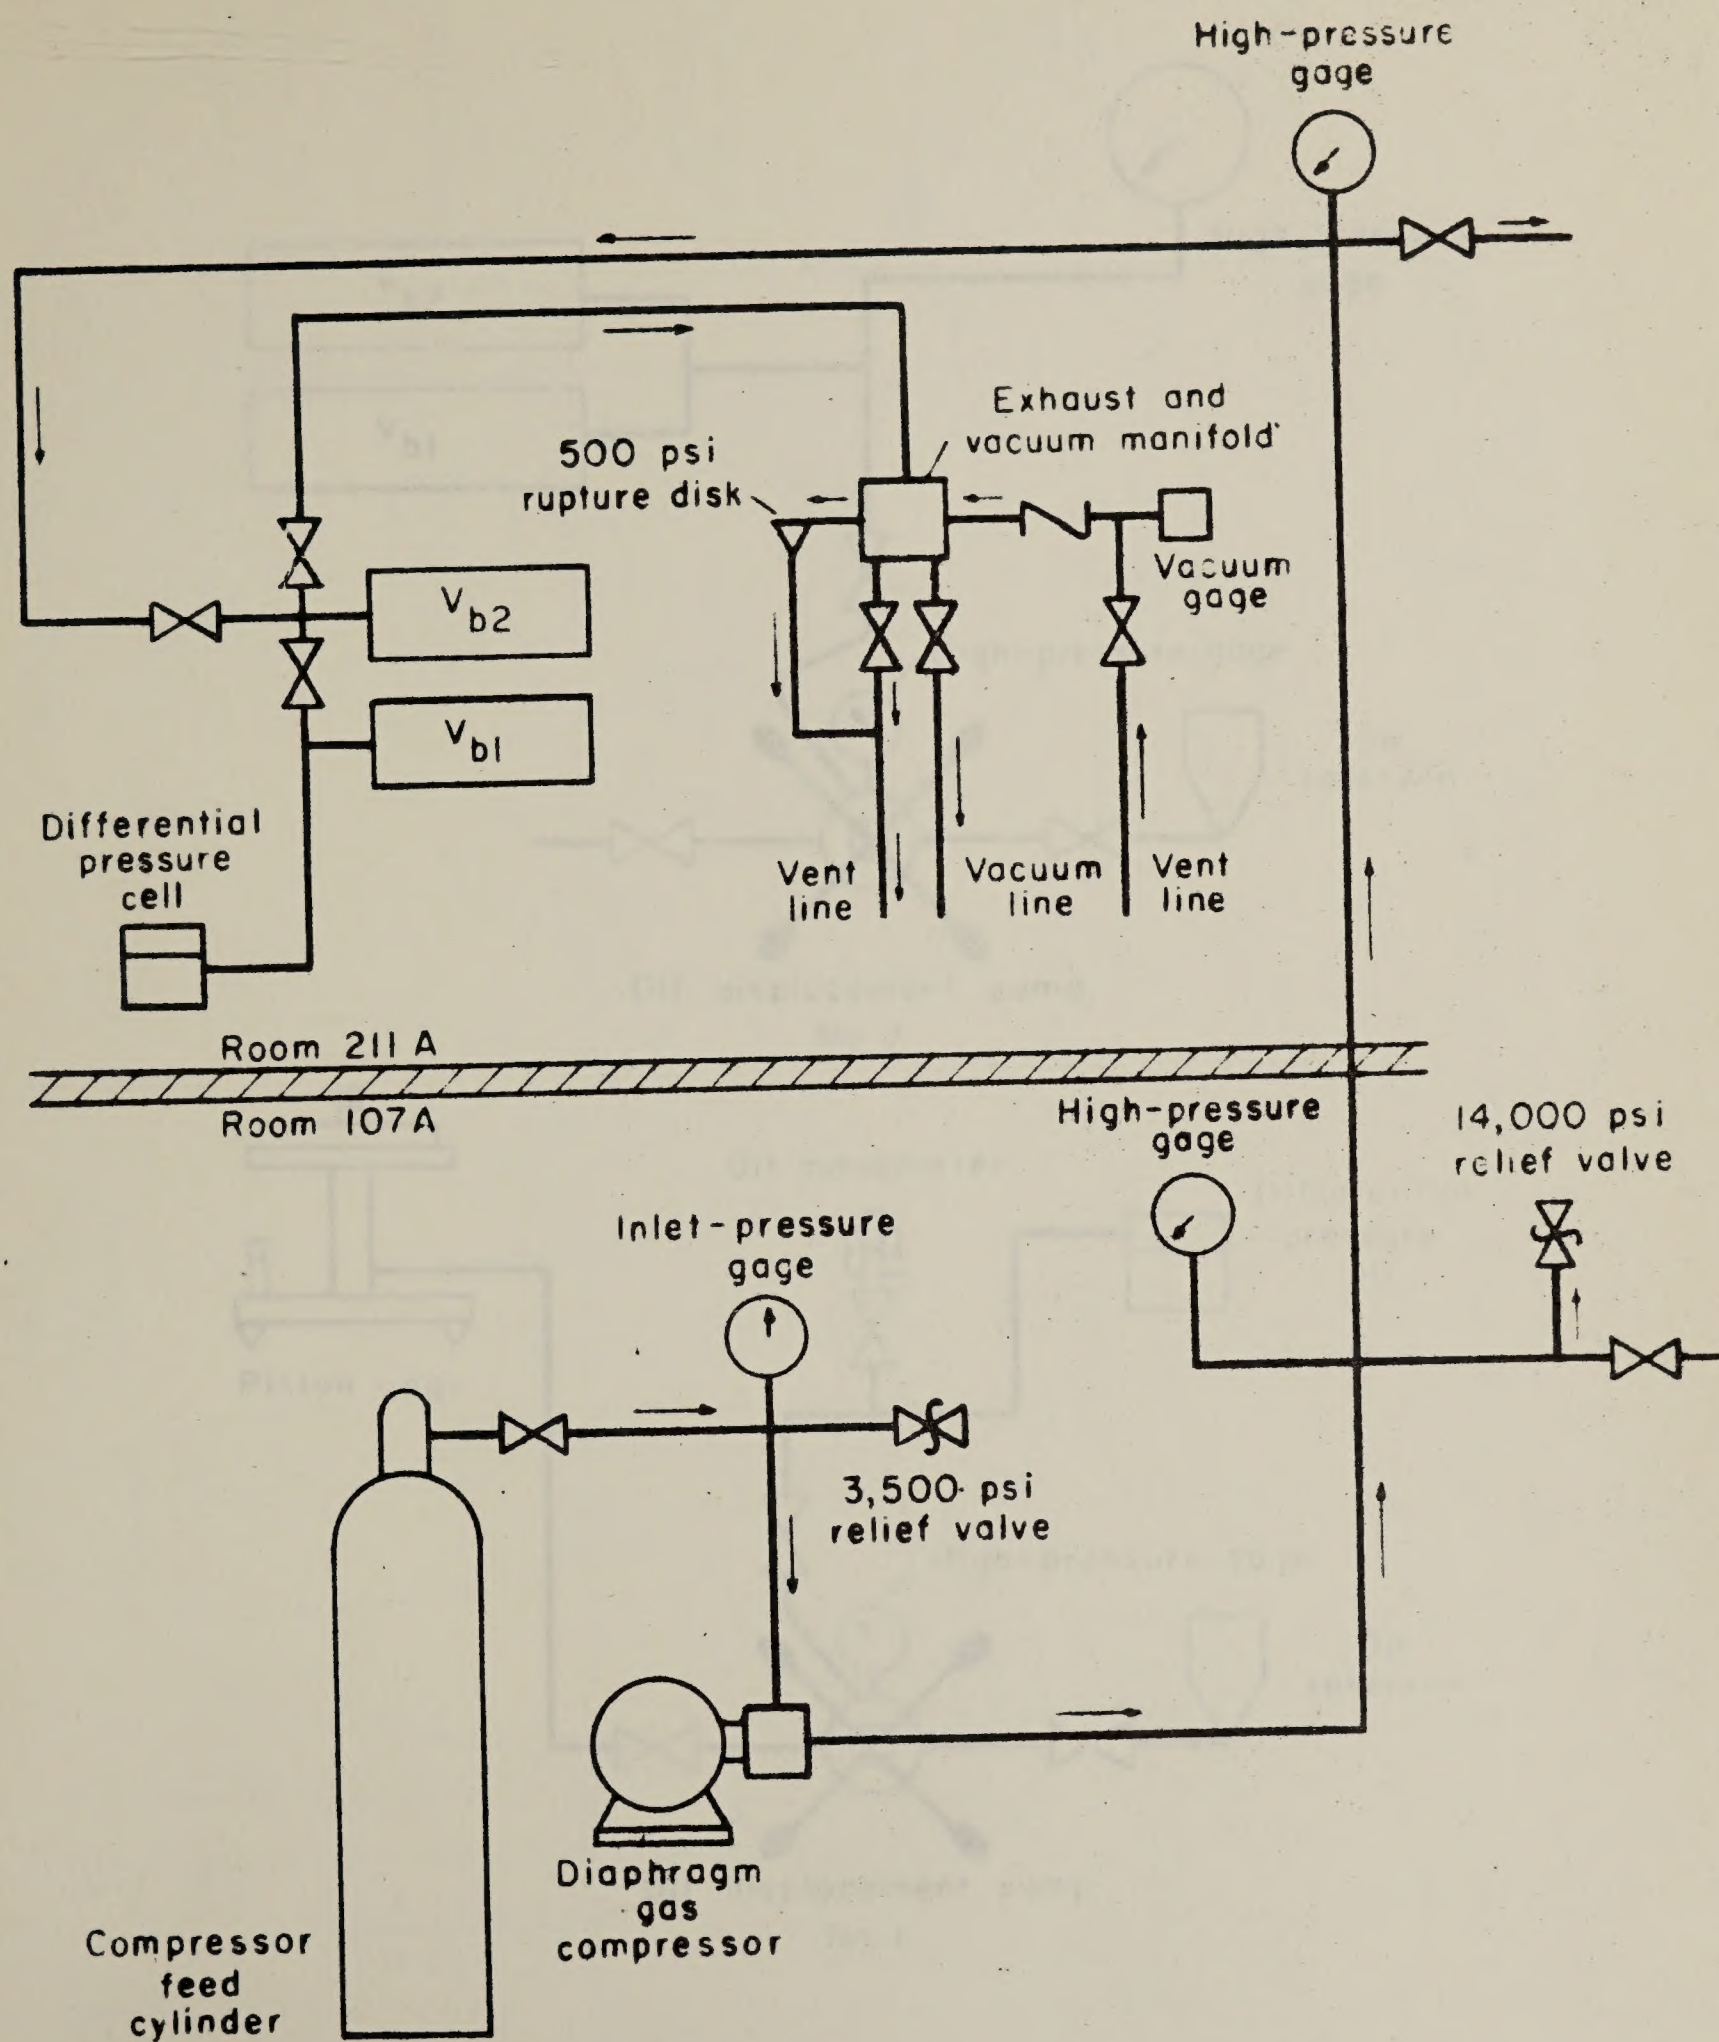 High-pressure
gage
Exhaust and
vacuum manifold
500 psi
rupture disk
Vacuum
gage
V b2
V b1
Differential
pressure
cell
Vent
line
Vacuum
line
Vent
line
Room 211 A
Room 107A
High-pressure
gage
14,000 psi
relief valve
Inlet-pressure
gage
3,500 psi
relief valve
Diaphragm
gas
compressor
Compressor
feed
cylinder